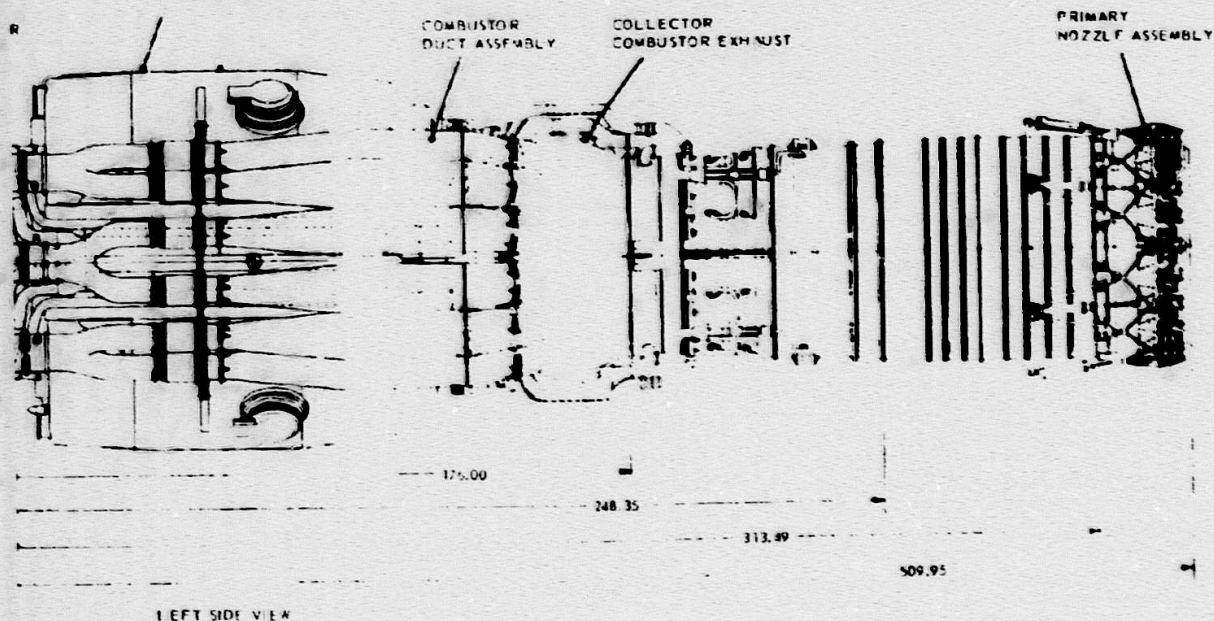 R
COMBUSTOR
DUCT ASSEMBLY
COLLECTOR
COMBUSTOR EXHAUST
PRIMARY
NOZZLE ASSEMBLY
176.00
248.35
313.49
509.95
LEFT SIDE VIEW